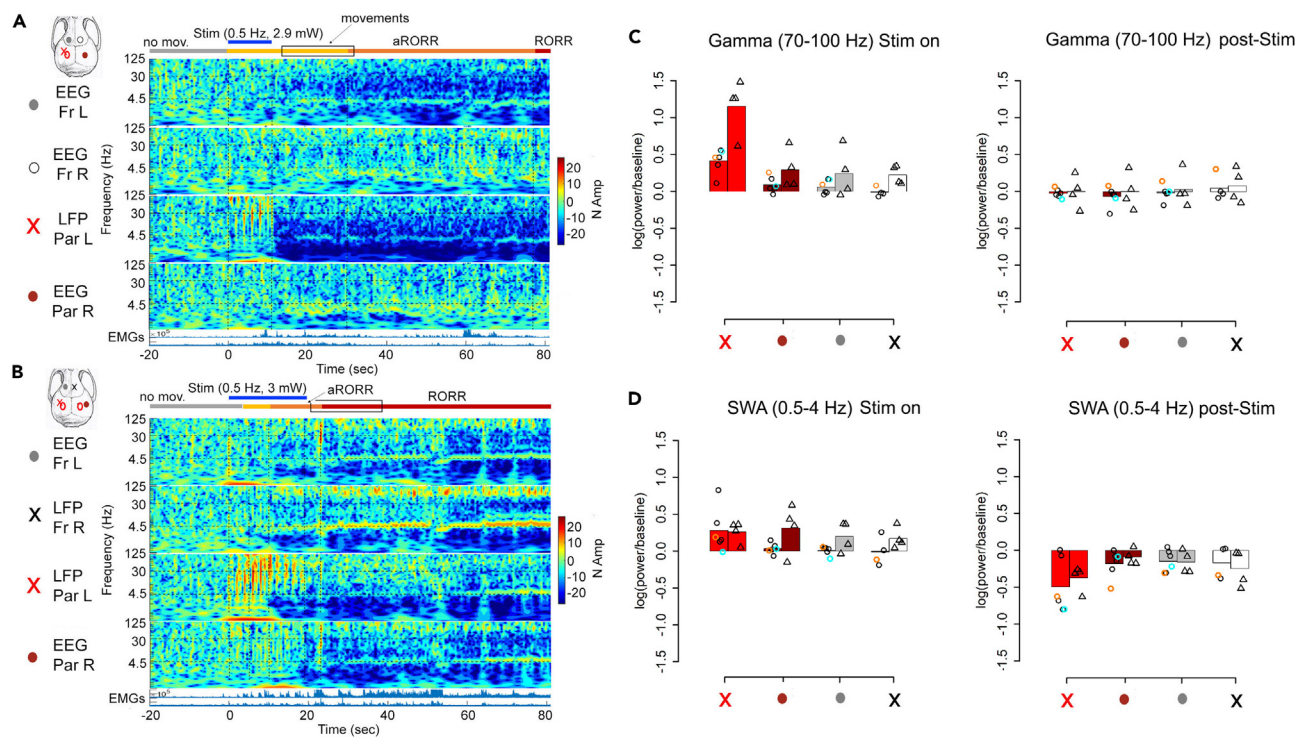 A
movements
Stim (0.5 Hz, 2.9 mW)
no mov.
aRORR
RORR
EEG
Fr L
EEG
Fr R
LFP
Par L
EEG
Par R
Frequency (Hz)
125
30
4.5
125
30
4.5
125
30
4.5
125
30
4.5
N Amp
20
10
0
-10
-20
EMGs
×10⁵
-20
0
20
40
60
80
Time (sec)
B
Stim (0.5 Hz, 3 mW)
no mov.
aRORR
RORR
EEG
Fr L
LFP
Fr R
LFP
Par L
EEG
Par R
Frequency (Hz)
125
30
4.5
125
30
4.5
125
30
4.5
125
30
4.5
N Amp
20
10
0
-10
-20
EMGs
×10⁵
-20
0
20
40
60
80
Time (sec)
C
Gamma (70-100 Hz) Stim on
log(power/baseline)
1.5
1.0
0.5
0.0
-0.5
-1.0
-1.5
X
X
Gamma (70-100 Hz) post-Stim
log(power/baseline)
1.5
1.0
0.5
0.0
-0.5
-1.0
-1.5
X
X
D
SWA (0.5-4 Hz) Stim on
log(power/baseline)
1.5
1.0
0.5
0.0
-0.5
-1.0
-1.5
X
X
SWA (0.5-4 Hz) post-Stim
log(power/baseline)
1.5
1.0
0.5
0.0
-0.5
-1.0
-1.5
X
X